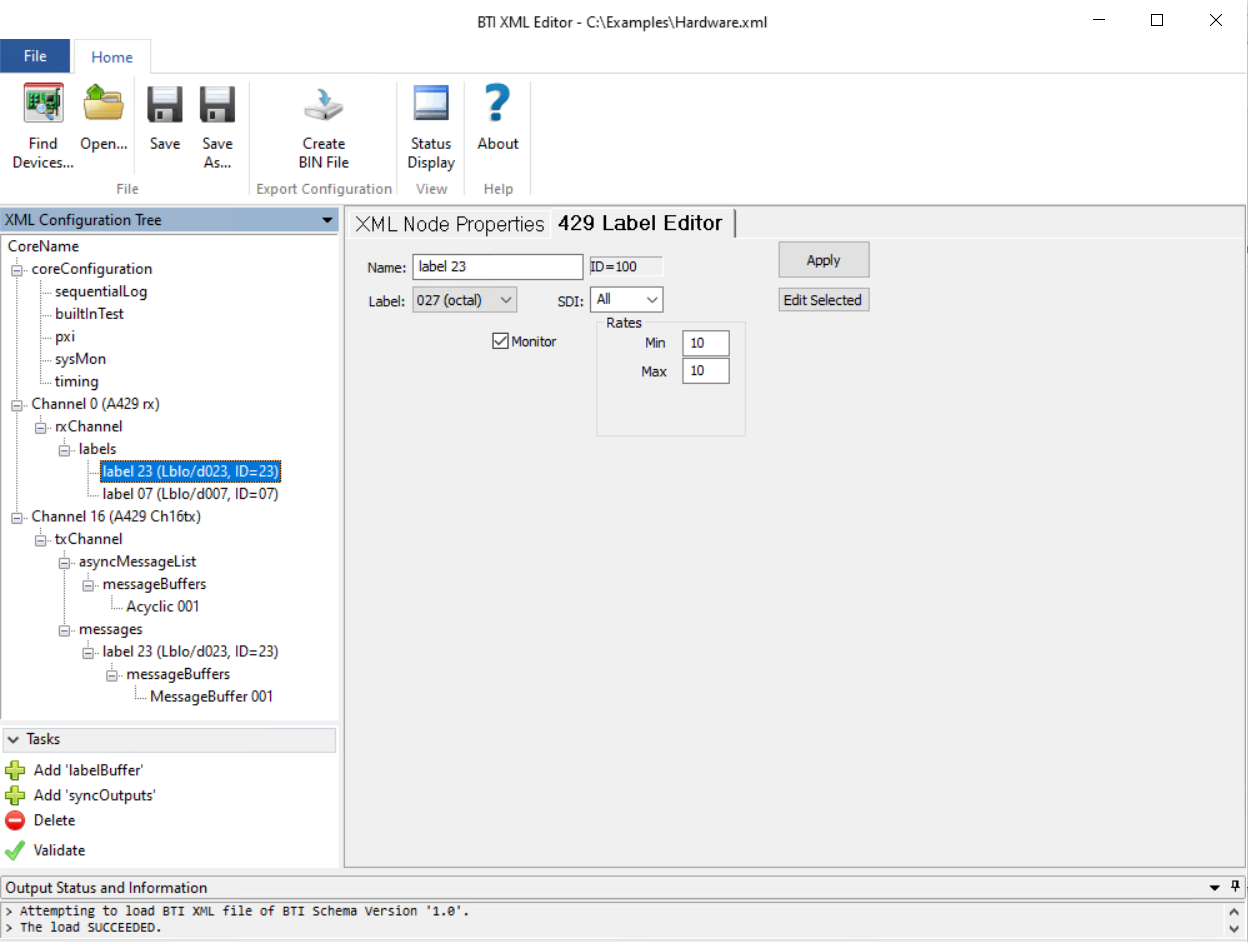 BTI XML Editor - C:\Examples\Hardware.xml
File
Home
Find
Devices...
Open...
Save
Save
As...
Create
BIN File
Status
Display
?
About
File
Export Configuration
View
Help
XML Configuration Tree
CoreName
coreConfiguration
sequentialLog
builtInTest
pxi
sysMon
timing
Channel 0 (A429 rx)
rxChannel
labels
label 23 (Lblo/d023, ID=23)
label 07 (Lblo/d007, ID=07)
Channel 16 (A429 Ch16tx)
txChannel
asyncMessageList
messageBuffers
Acyclic 001
messages
label 23 (Lblo/d023, ID=23)
messageBuffers
MessageBuffer 001
Tasks
Add 'labelBuffer'
Add 'syncOutputs'
Delete
Validate
XML Node Properties
429 Label Editor
Name: label 23 ID=100
Apply
Label: 027 (octal) SDI: All
Edit Selected
Monitor
Rates
Min 10
Max 10
Output Status and Information
> Attempting to load BTI XML file of BTI Schema Version '1.0'.
> The load SUCCEEDED.